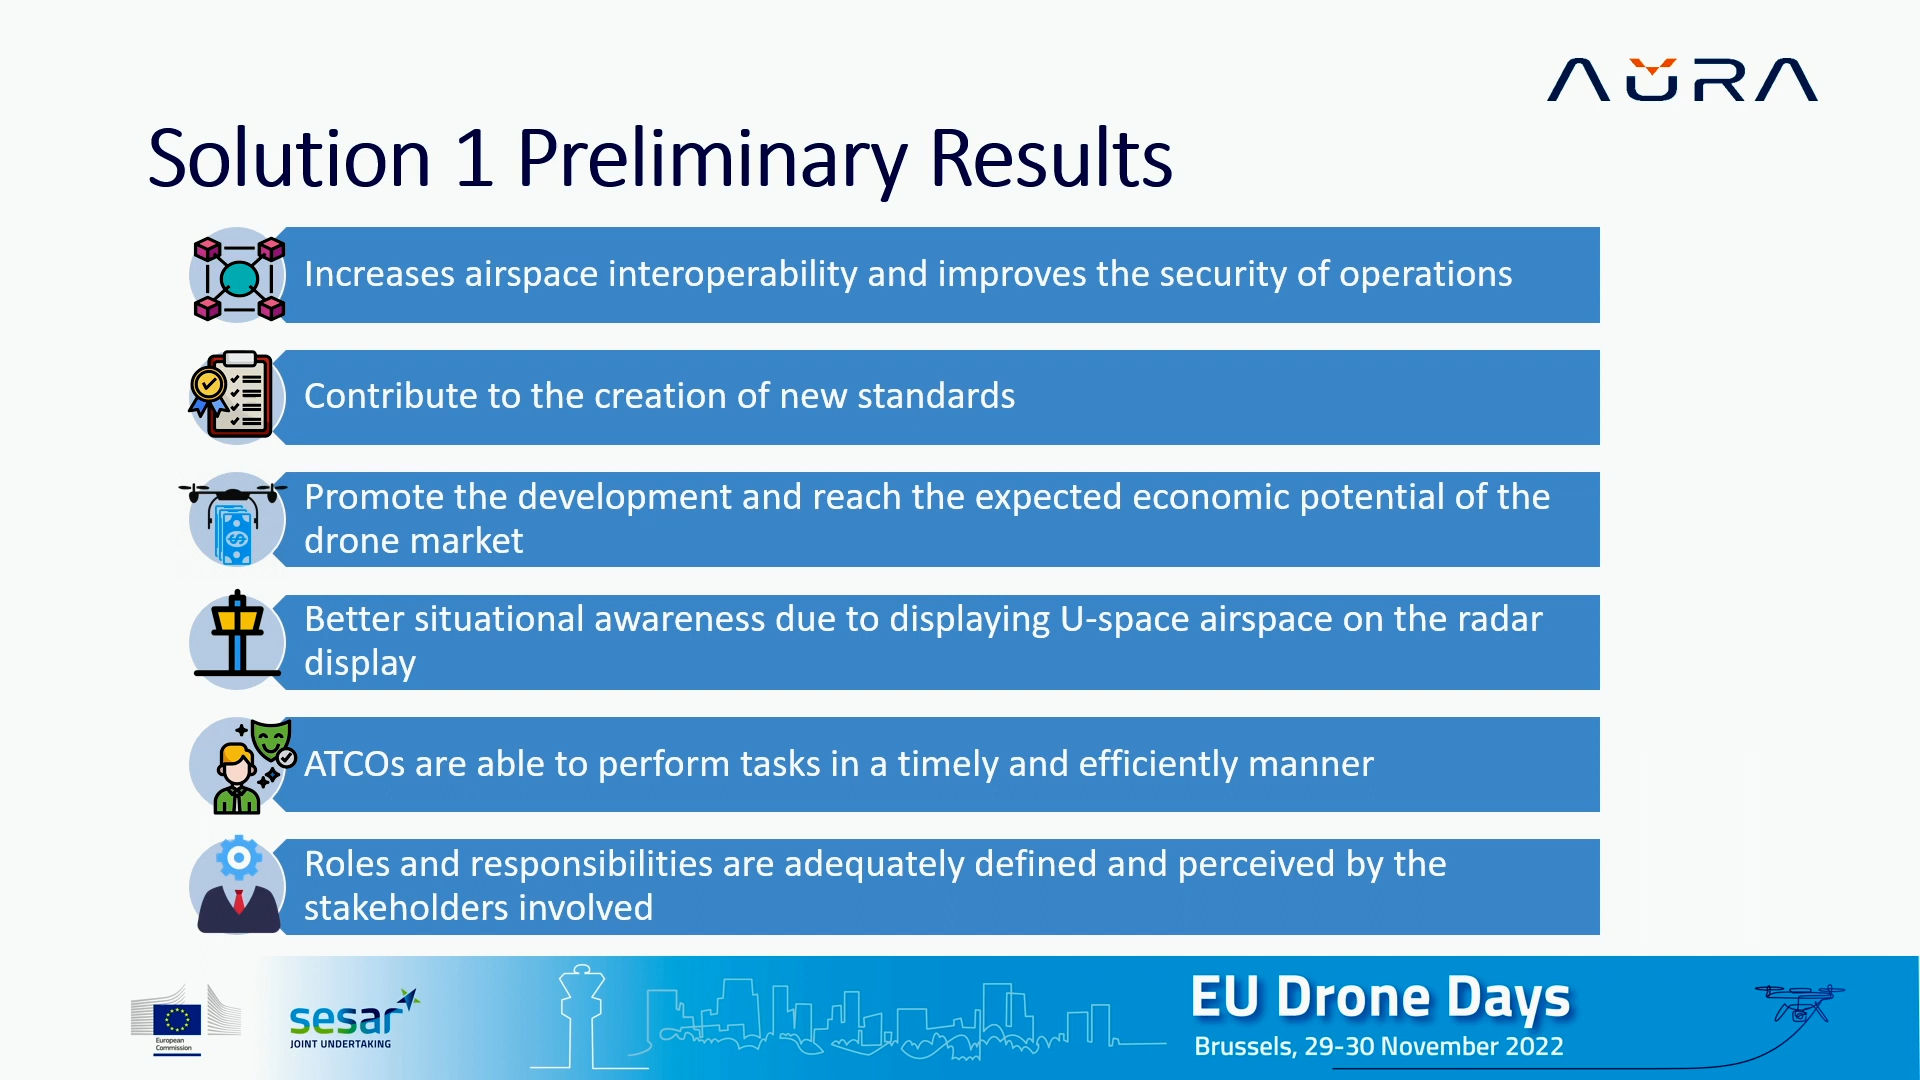 AURA
Solution 1 Preliminary Results
Increases airspace interoperability and improves the security of operations
Contribute to the creation of new standards
Promote the development and reach the expected economic potential of the
drone market
Better situational awareness due to displaying U-space airspace on the radar
display
ATCOs are able to perform tasks in a timely and efficiently manner
Roles and responsibilities are adequately defined and perceived by the
stakeholders involved
European
Commission
sesar
JOINT UNDERTAKING
EU Drone Days
Brussels, 29-30 November 2022